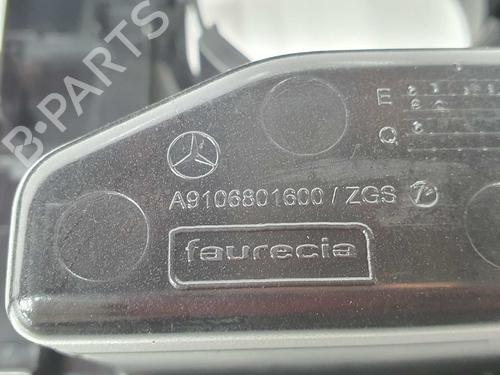 B-PARTS
E
Q
A9106801600 / ZGS
faurecia